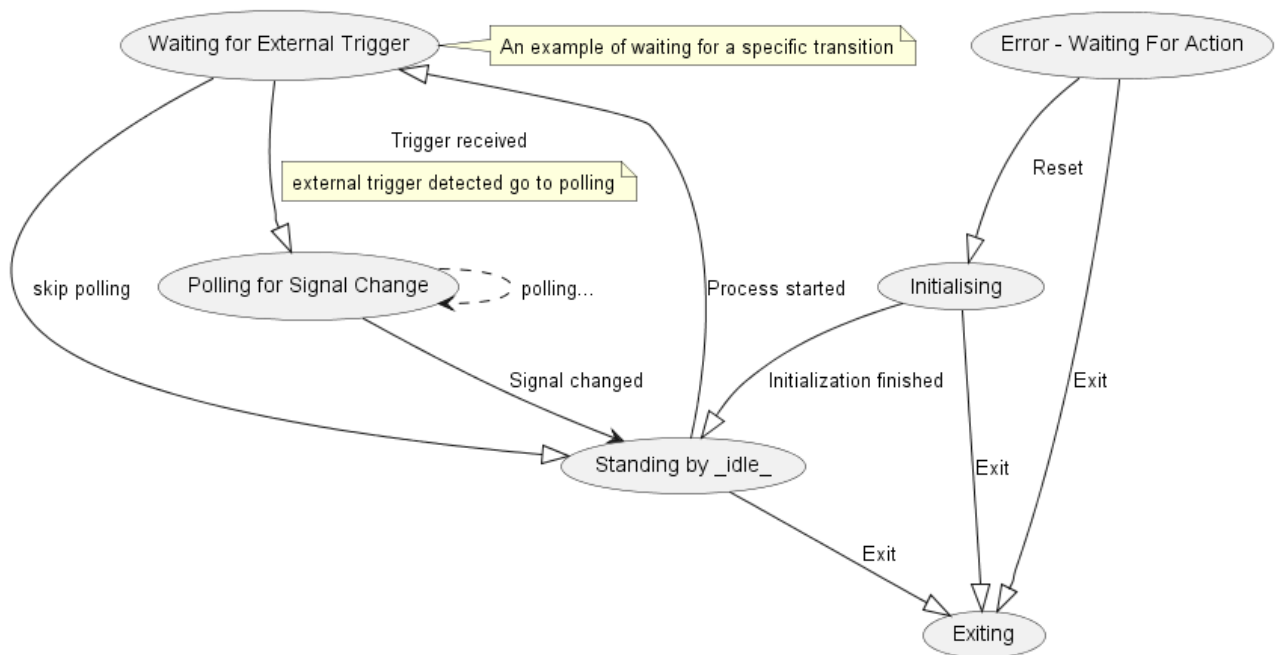 Waiting for External Trigger
An example of waiting for a specific transition
Error - Waiting For Action
Trigger received
external trigger detected go to polling
Reset
skip polling
Polling for Signal Change
polling...
Process started
Initialising
Signal changed
Initialization finished
Exit
Standing by _idle_
Exit
Exit
Exiting